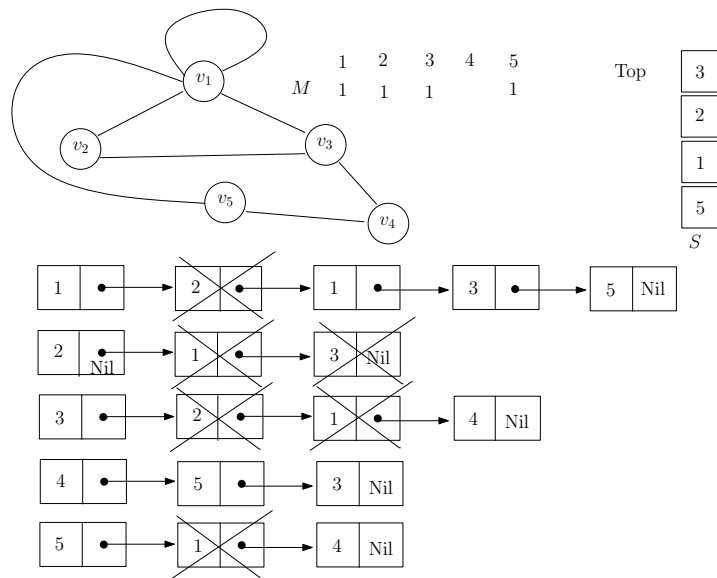 1 2 3 4 5
M 1 1 1 1
Top 3
2
1
5
S
v1
v2
v3
v5
v4
1 2 1 3 5 Nil
2 Nil 1 3 Nil
3 2 1 4 Nil
4 5 3 Nil
5 1 4 Nil